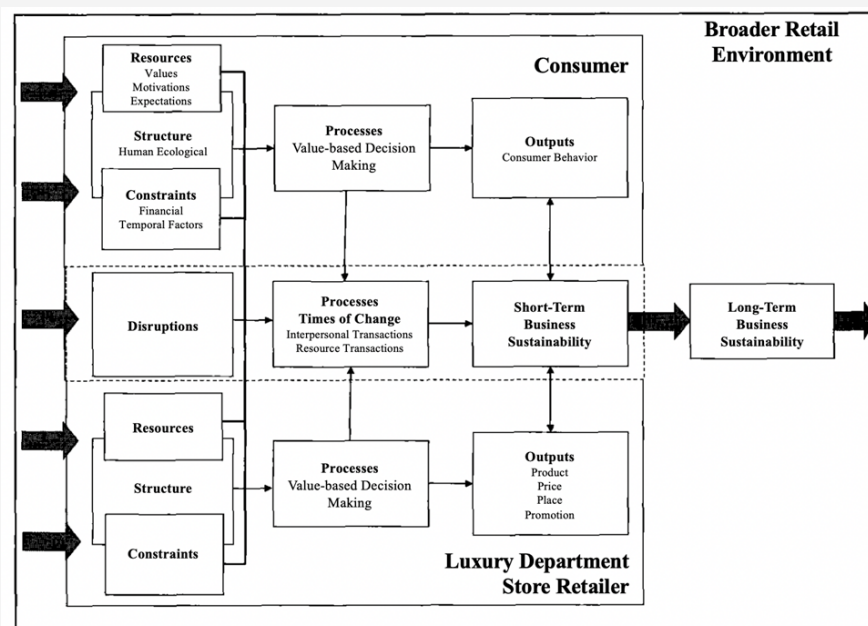 Broader Retail
Environment
Consumer
Resources
Values
Motivations
Expectations
Structure
Human Ecological
Constraints
Financial
Temporal Factors
Processes
Value-based Decision
Making
Outputs
Consumer Behavior
Disruptions
Processes
Times of Change
Interpersonal Transactions
Resource Transactions
Short-Term
Business
Sustainability
Long-Term
Business
Sustainability
Resources
Structure
Constraints
Processes
Value-based Decision
Making
Outputs
Product
Price
Place
Promotion
Luxury Department
Store Retailer